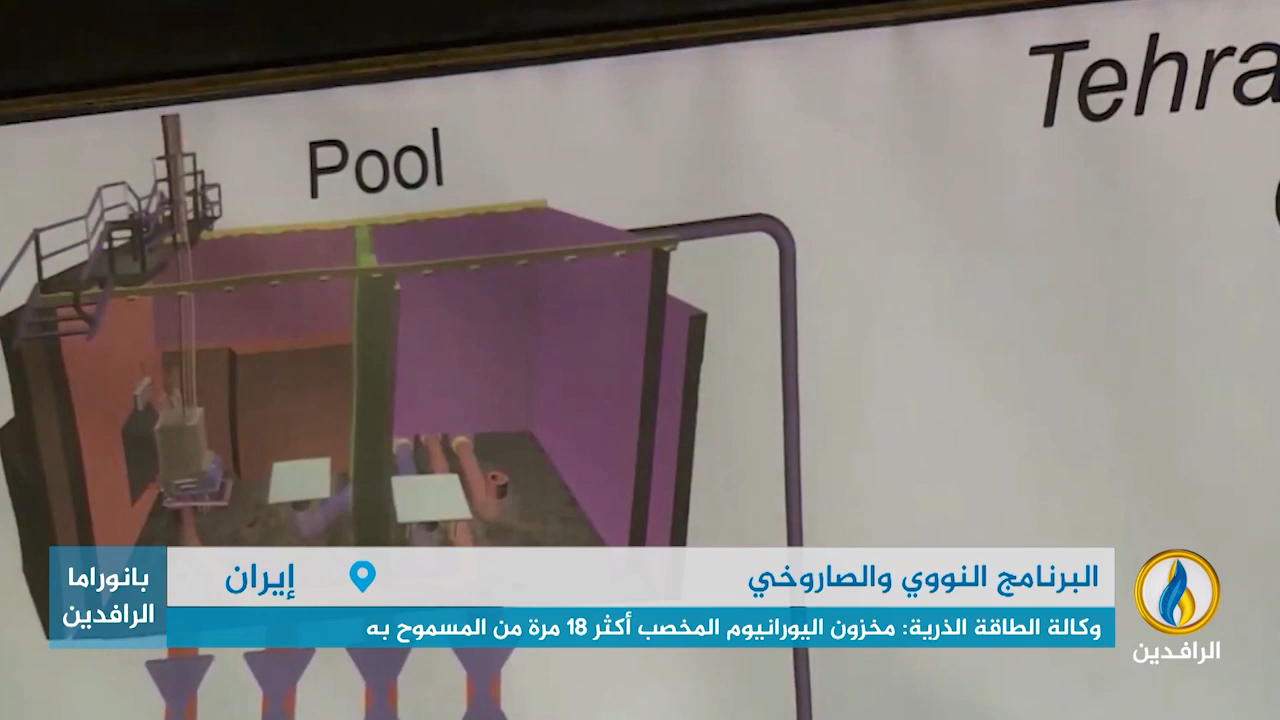 Tehra
Pool
البرنامج النووي والصاروخي
إيران
وكالة الطاقة الذرية: مخزون اليورانيوم المخصب أكثر 18 مرة من المسموح به
بانوراما
الرافدين
الرافدين